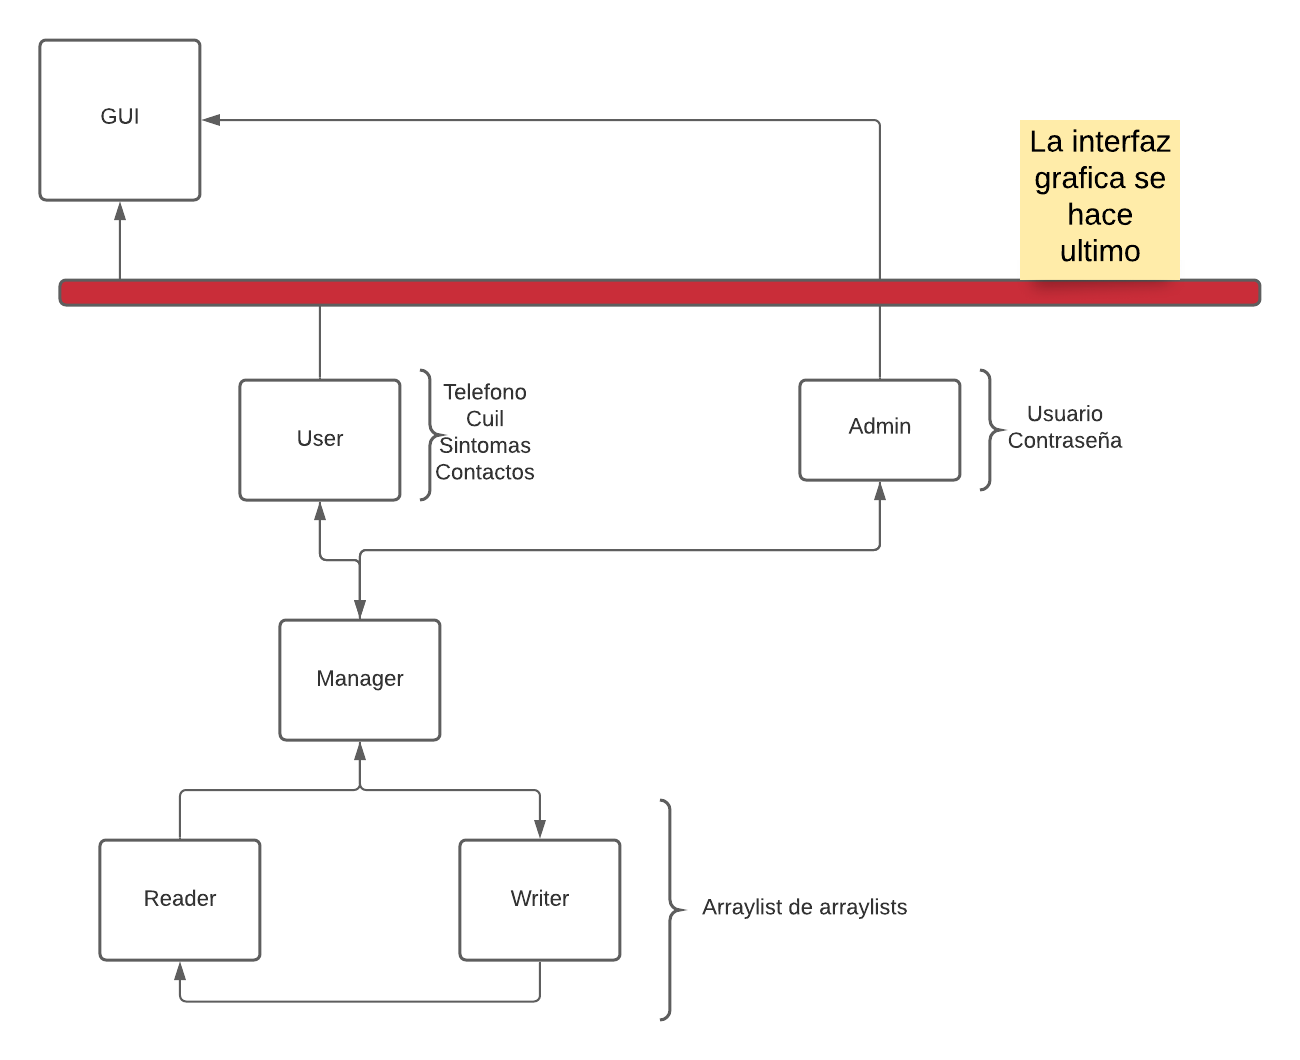 GUI
La interfaz
grafica se
hace
ultimo
User
Telefono
Cuil
Sintomas
Contactos
Admin
Usuario
Contraseña
Manager
Reader
Writer
Arraylist de arraylists